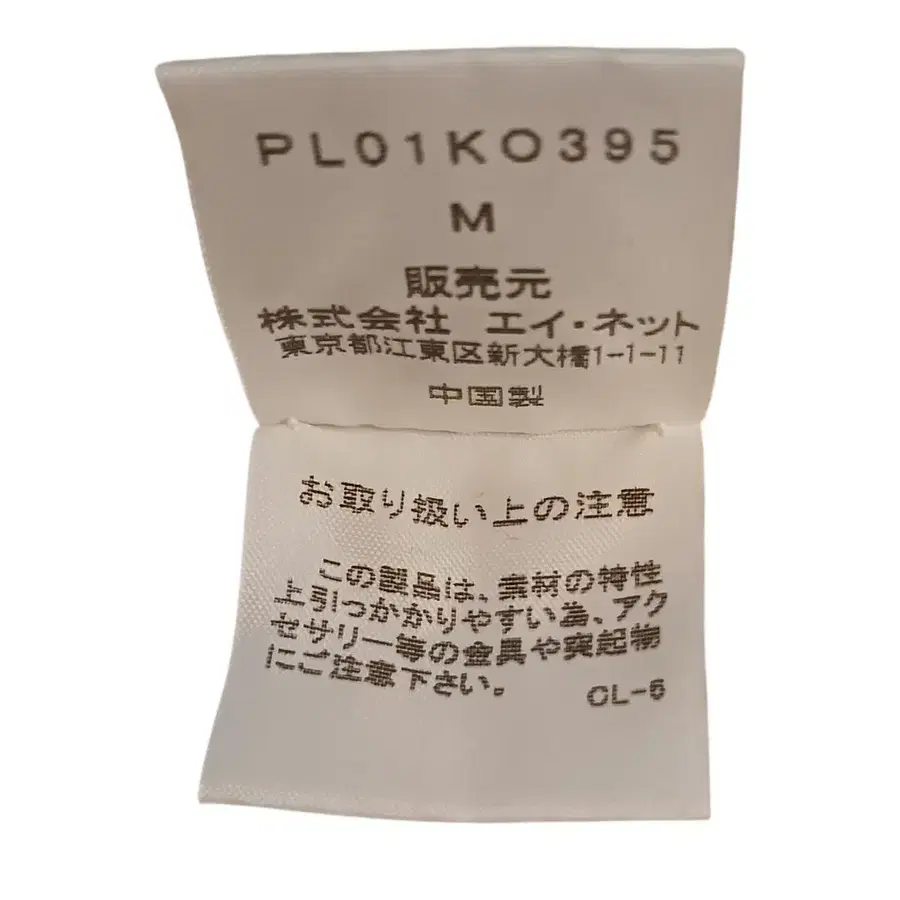 PL01KO395
M
販売元
株式会社 エイ・ネット
東京都江東区新大橋1-1-11
中国製
お取り扱い上の注意
この製品は、素材の特性
上引っかかりやすい為、アク
セサリー等の金具や突起物
にご注意下さい。
CL-6